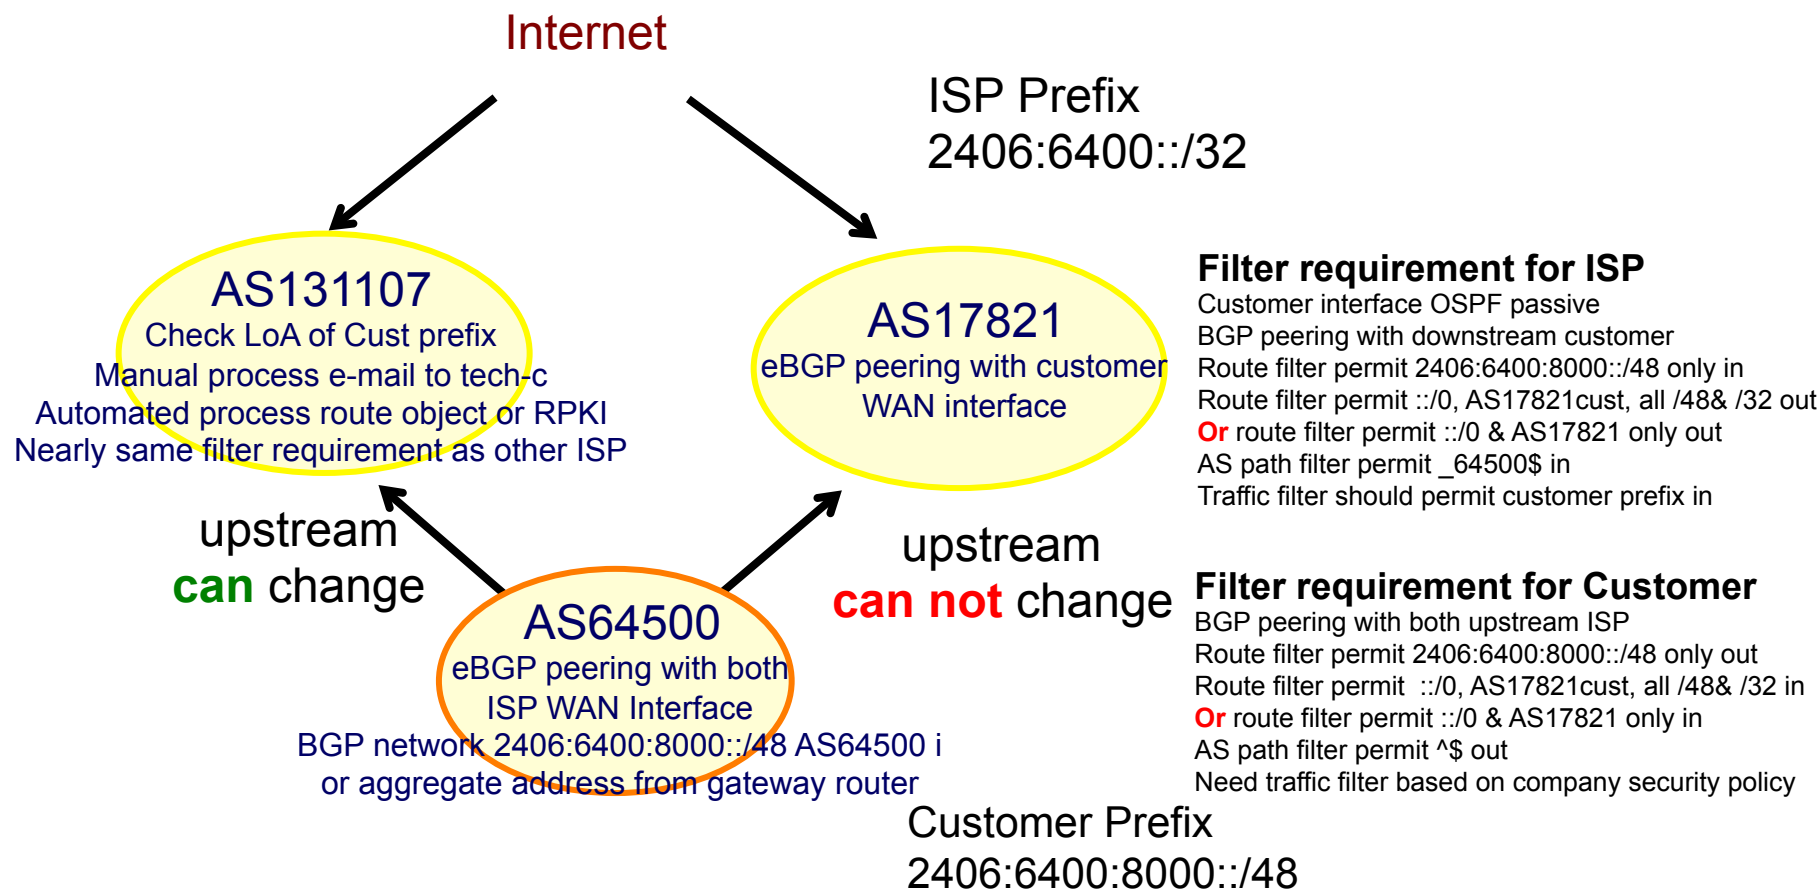 Internet
ISP Prefix
2406:6400::/32
AS131107
Check LoA of Cust prefix
Manual process e-mail to tech-c
Automated process route object or RPKI
Nearly same filter requirement as other ISP
AS17821
eBGP peering with customer
WAN interface
Filter requirement for ISP
Customer interface OSPF passive
BGP peering with downstream customer
Route filter permit 2406:6400:8000::/48 only in
Route filter permit ::/0, AS17821cust, all /48& /32 out
Or route filter permit ::/0 & AS17821 only out
AS path filter permit _64500$ in
Traffic filter should permit customer prefix in
upstream
can change
upstream
can not change
AS64500
eBGP peering with both
ISP WAN Interface
BGP network 2406:6400:8000::/48 AS64500 i
or aggregate address from gateway router
Filter requirement for Customer
BGP peering with both upstream ISP
Route filter permit 2406:6400:8000::/48 only out
Route filter permit  ::/0, AS17821cust, all /48& /32 in
Or route filter permit ::/0 & AS17821 only in
AS path filter permit ^$ out
Need traffic filter based on company security policy
Customer Prefix
2406:6400:8000::/48